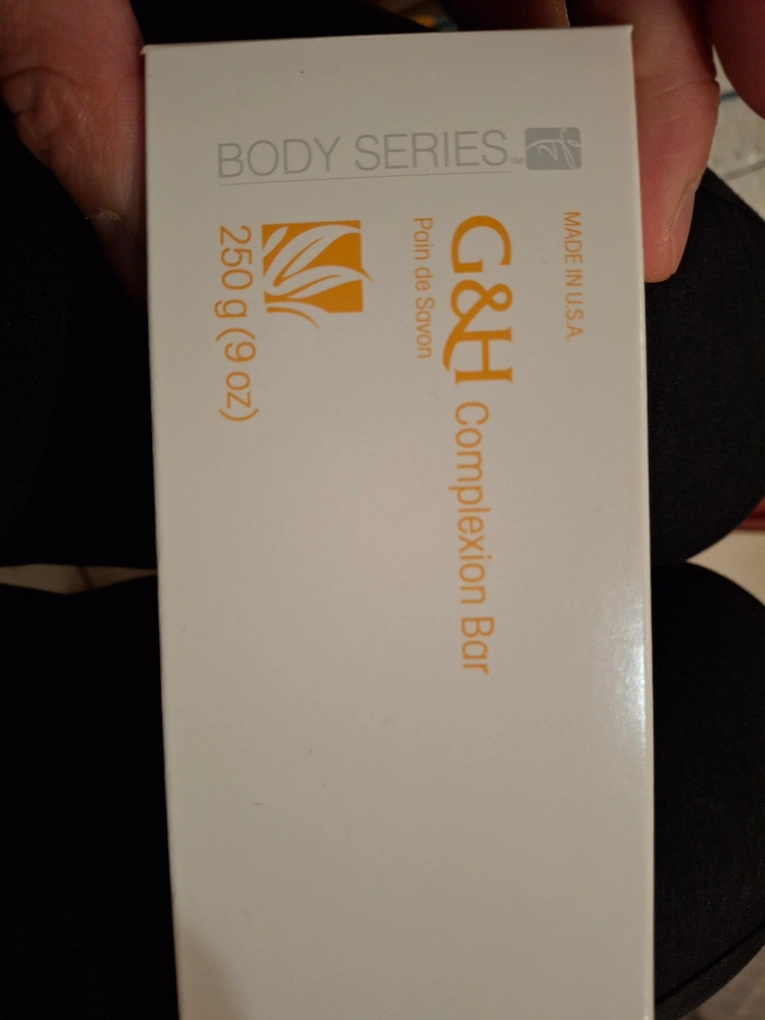 BODY SERIES™
MADE IN U.S.A.
G&H Complexion Bar
Pain de Savon
250 g (9 oz)